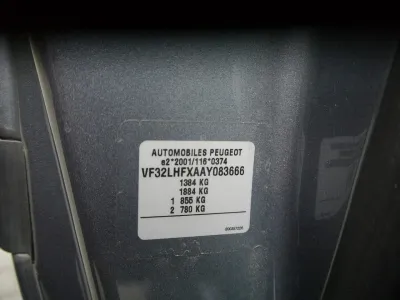 AUTOMOBILES PEUGEOT
e2*2001/116*0374
VF32LHFXAAY083666
1384 KG
1884 KG
1 855 KG
2 780 KG